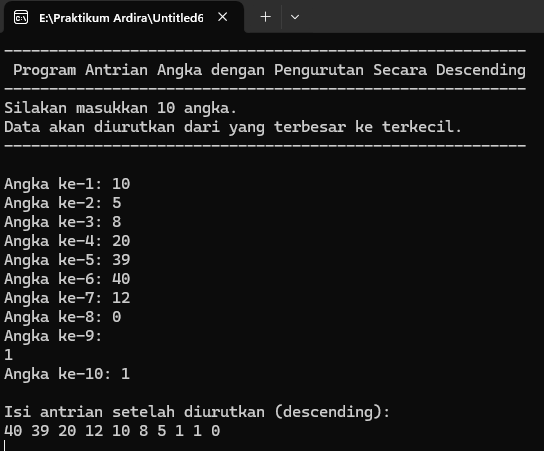 E:\Praktikum Ardira\Untitled6
----------------------------------------------------------
Program Antrian Angka dengan Pengurutan Secara Descending
----------------------------------------------------------
Silakan masukkan 10 angka.
Data akan diurutkan dari yang terbesar ke terkecil.
----------------------------------------------------------
Angka ke-1: 10
Angka ke-2: 5
Angka ke-3: 8
Angka ke-4: 20
Angka ke-5: 39
Angka ke-6: 40
Angka ke-7: 12
Angka ke-8: 0
Angka ke-9:
1
Angka ke-10: 1
Isi antrian setelah diurutkan (descending):
40 39 20 12 10 8 5 1 1 0